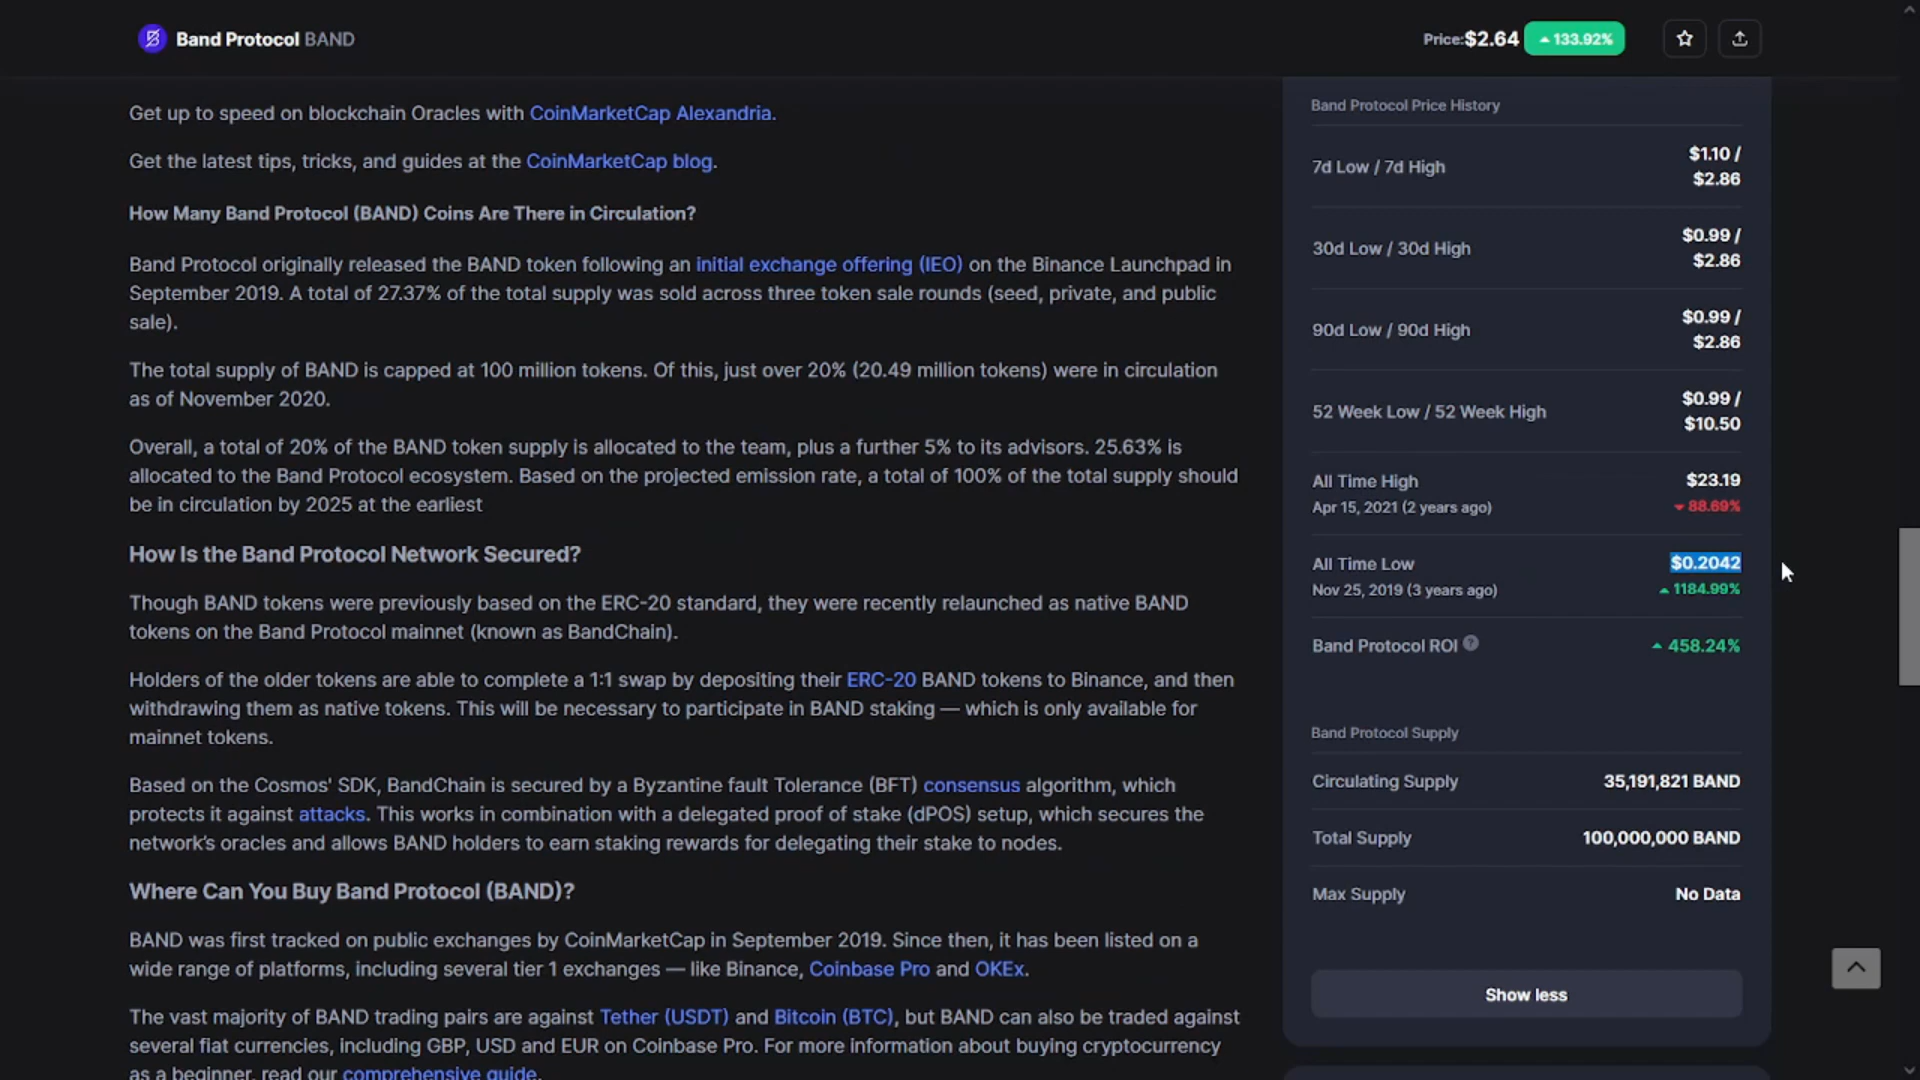 Band Protocol BAND
Price:$2.64 133.92%
Get up to speed on blockchain Oracles with CoinMarketCap Alexandria.
Get the latest tips, tricks, and guides at the CoinMarketCap blog.
How Many Band Protocol (BAND) Coins Are There in Circulation?
Band Protocol originally released the BAND token following an initial exchange offering (IEO) on the Binance Launchpad in
September 2019. A total of 27.37% of the total supply was sold across three token sale rounds (seed, private, and public
sale).
The total supply of BAND is capped at 100 million tokens. Of this, just over 20% (20.49 million tokens) were in circulation
as of November 2020.
Overall, a total of 20% of the BAND token supply is allocated to the team, plus a further 5% to its advisors. 25.63% is
allocated to the Band Protocol ecosystem. Based on the projected emission rate, a total of 100% of the total supply should
be in circulation by 2025 at the earliest
How Is the Band Protocol Network Secured?
Though BAND tokens were previously based on the ERC-20 standard, they were recently relaunched as native BAND
tokens on the Band Protocol mainnet (known as BandChain).
Holders of the older tokens are able to complete a 1:1 swap by depositing their ERC-20 BAND tokens to Binance, and then
withdrawing them as native tokens. This will be necessary to participate in BAND staking — which is only available for
mainnet tokens.
Based on the Cosmos' SDK, BandChain is secured by a Byzantine fault Tolerance (BFT) consensus algorithm, which
protects it against attacks. This works in combination with a delegated proof of stake (dPOS) setup, which secures the
network's oracles and allows BAND holders to earn staking rewards for delegating their stake to nodes.
Where Can You Buy Band Protocol (BAND)?
BAND was first tracked on public exchanges by CoinMarketCap in September 2019. Since then, it has been listed on a
wide range of platforms, including several tier 1 exchanges — like Binance, Coinbase Pro and OKEx.
The vast majority of BAND trading pairs are against Tether (USDT) and Bitcoin (BTC), but BAND can also be traded against
several fiat currencies, including GBP, USD and EUR on Coinbase Pro. For more information about buying cryptocurrency
as a beginner, read our comprehensive guide.
Band Protocol Price History
7d Low / 7d High
$1.10 /
$2.86
30d Low / 30d High
$0.99 /
$2.86
90d Low / 90d High
$0.99 /
$2.86
52 Week Low / 52 Week High
$0.99 /
$10.50
All Time High $23.19
Apr 15, 2021 (2 years ago) 88.69%
All Time Low $0.2042
Nov 25, 2019 (3 years ago) 1184.99%
Band Protocol ROI ? 458.24%
Band Protocol Supply
Circulating Supply 35,191,821 BAND
Total Supply 100,000,000 BAND
Max Supply No Data
Show less